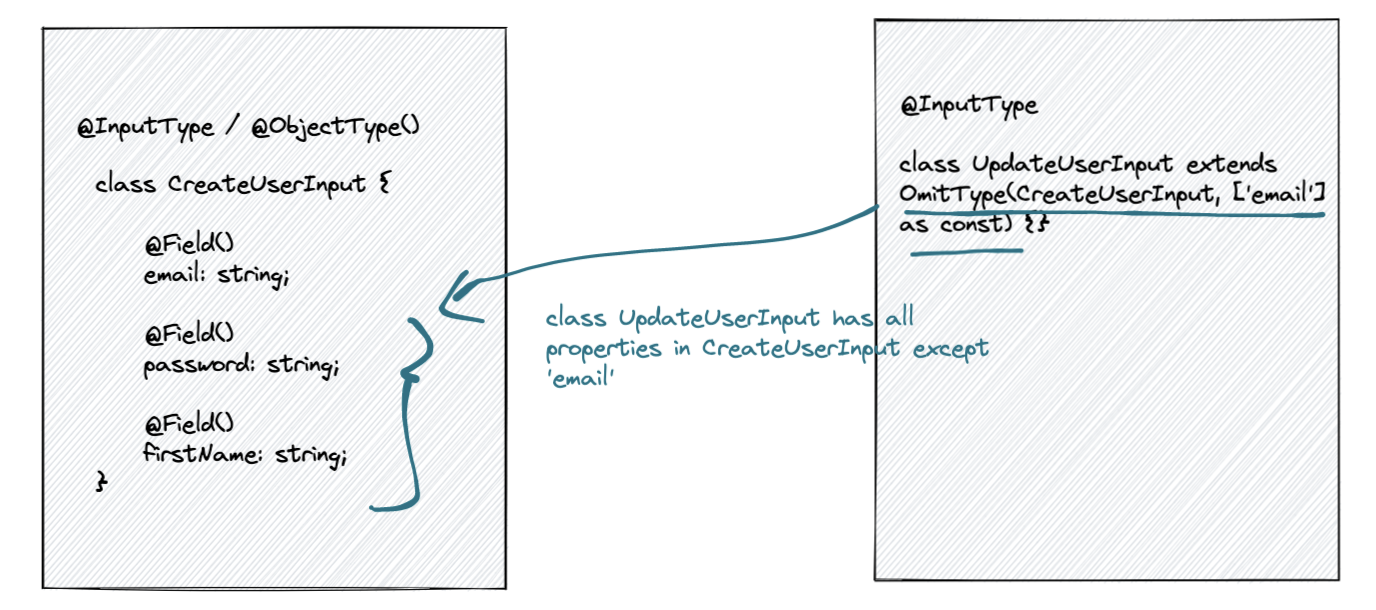 @InputType / @ObjectType()
class CreateUserInput {
@Field()
email: string;
@Field()
password: string;
@Field()
firstName: string;
}
class UpdateUserInput has all
properties in CreateUserInput except
'email'
@InputType
class UpdateUserInput extends
OmitType(CreateUserInput, ['email']
as const) {}